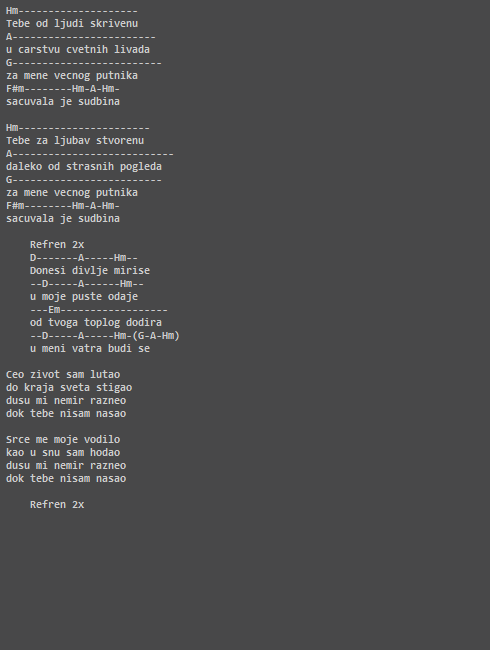 Hm--------------------
Tebe od ljudi skrivenu
A------------------------
u carstvu cvetnih livada
G-------------------------
za mene vecnog putnika
F#m--------Hm-A-Hm-
sacuvala je sudbina

Hm----------------------
Tebe za ljubav stvorenu
A---------------------------
daleko od strasnih pogleda
G-------------------------
za mene vecnog putnika
F#m--------Hm-A-Hm-
sacuvala je sudbina

    Refren 2x
    D-------A-----Hm--
    Donesi divlje mirise
    --D-----A------Hm--
    u moje puste odaje
    ---Em------------------
    od tvoga toplog dodira
    --D-----A-----Hm-(G-A-Hm)
    u meni vatra budi se

Ceo zivot sam lutao
do kraja sveta stigao
dusu mi nemir razneo
dok tebe nisam nasao

Srce me moje vodilo
kao u snu sam hodao
dusu mi nemir razneo
dok tebe nisam nasao

    Refren 2x